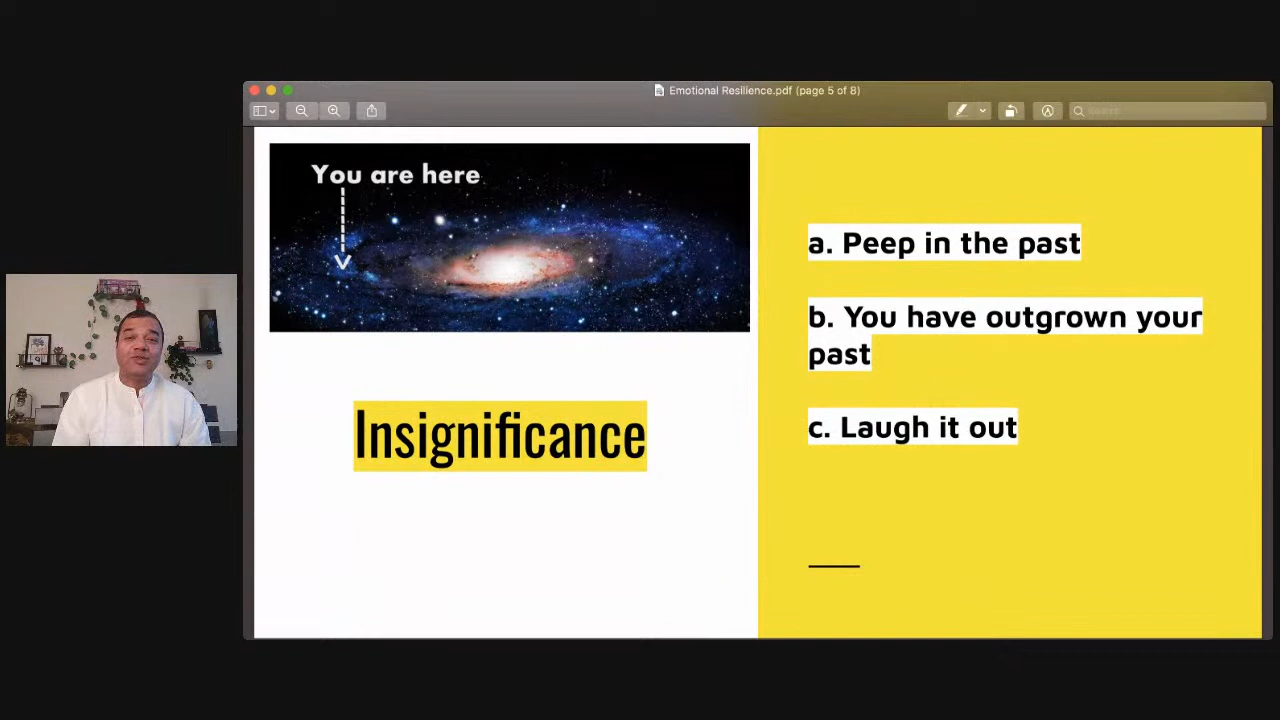 Emotional Resilience.pdf (page 5 of 8)
Search
You are here
Insignificance
a. Peep in the past
b. You have outgrown your
past
c. Laugh it out